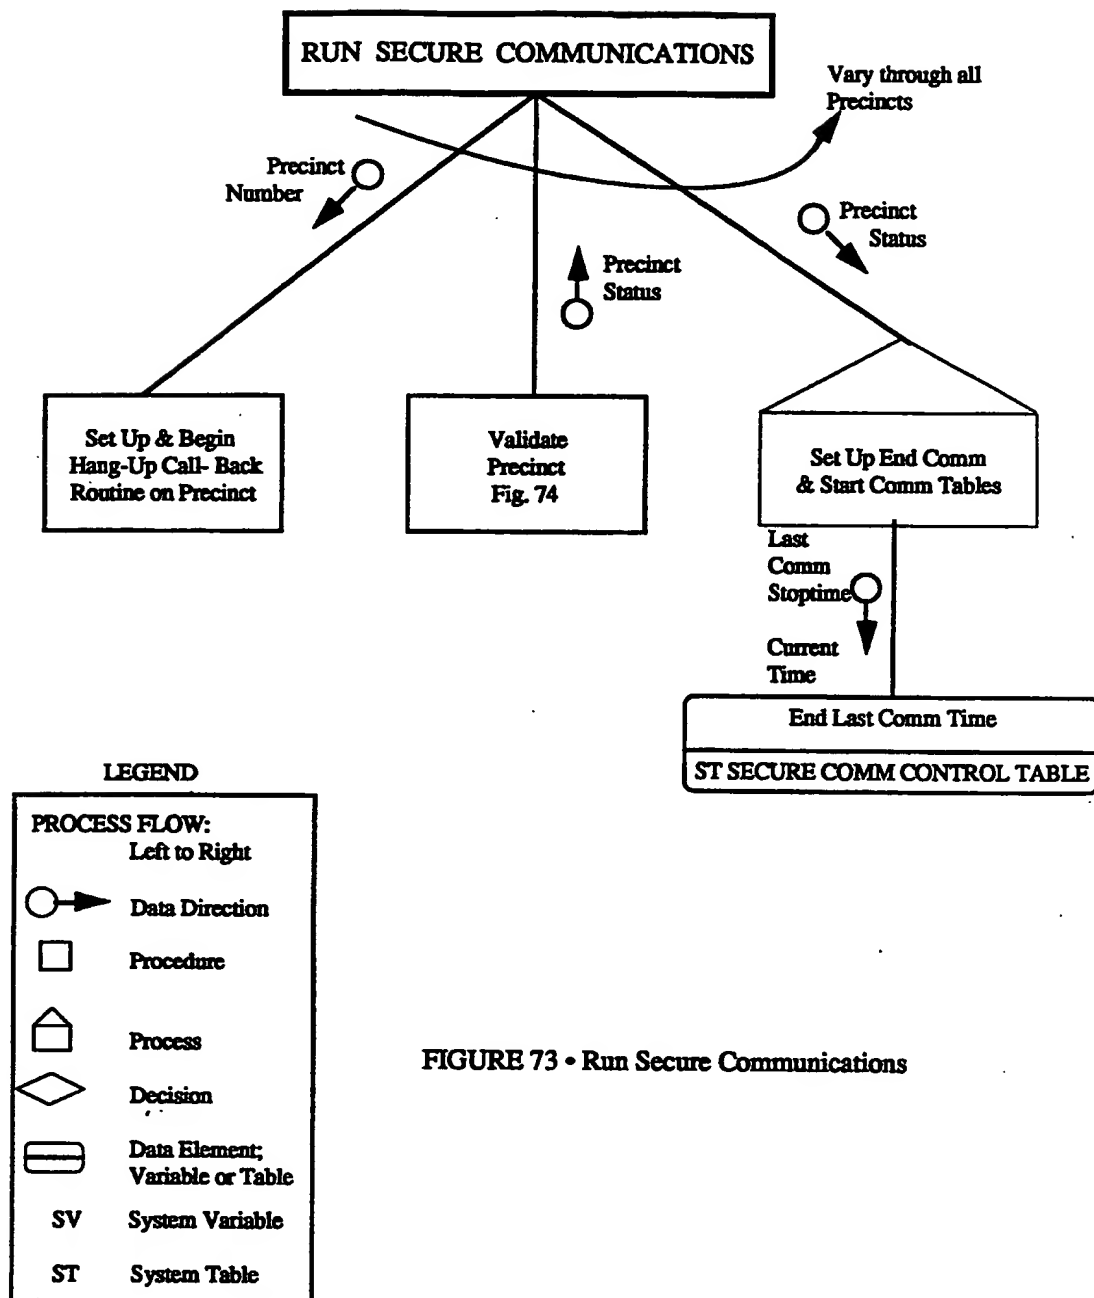 RUN SECURE COMMUNICATIONS
Vary through all
Precincts
Precinct
Number
Precinct
Status
Precinct
Status
Set Up & Begin
Hang-Up Call- Back
Routine on Precinct
Validate
Precinct
Fig. 74
Set Up End Comm
& Start Comm Tables
Last
Comm
Stoptime
Current
Time
End Last Comm Time
ST SECURE COMM CONTROL TABLE
LEGEND
PROCESS FLOW:
Left to Right
Data Direction
Procedure
Process
Decision
Data Element;
Variable or Table
SV System Variable
ST System Table
FIGURE 73 • Run Secure Communications